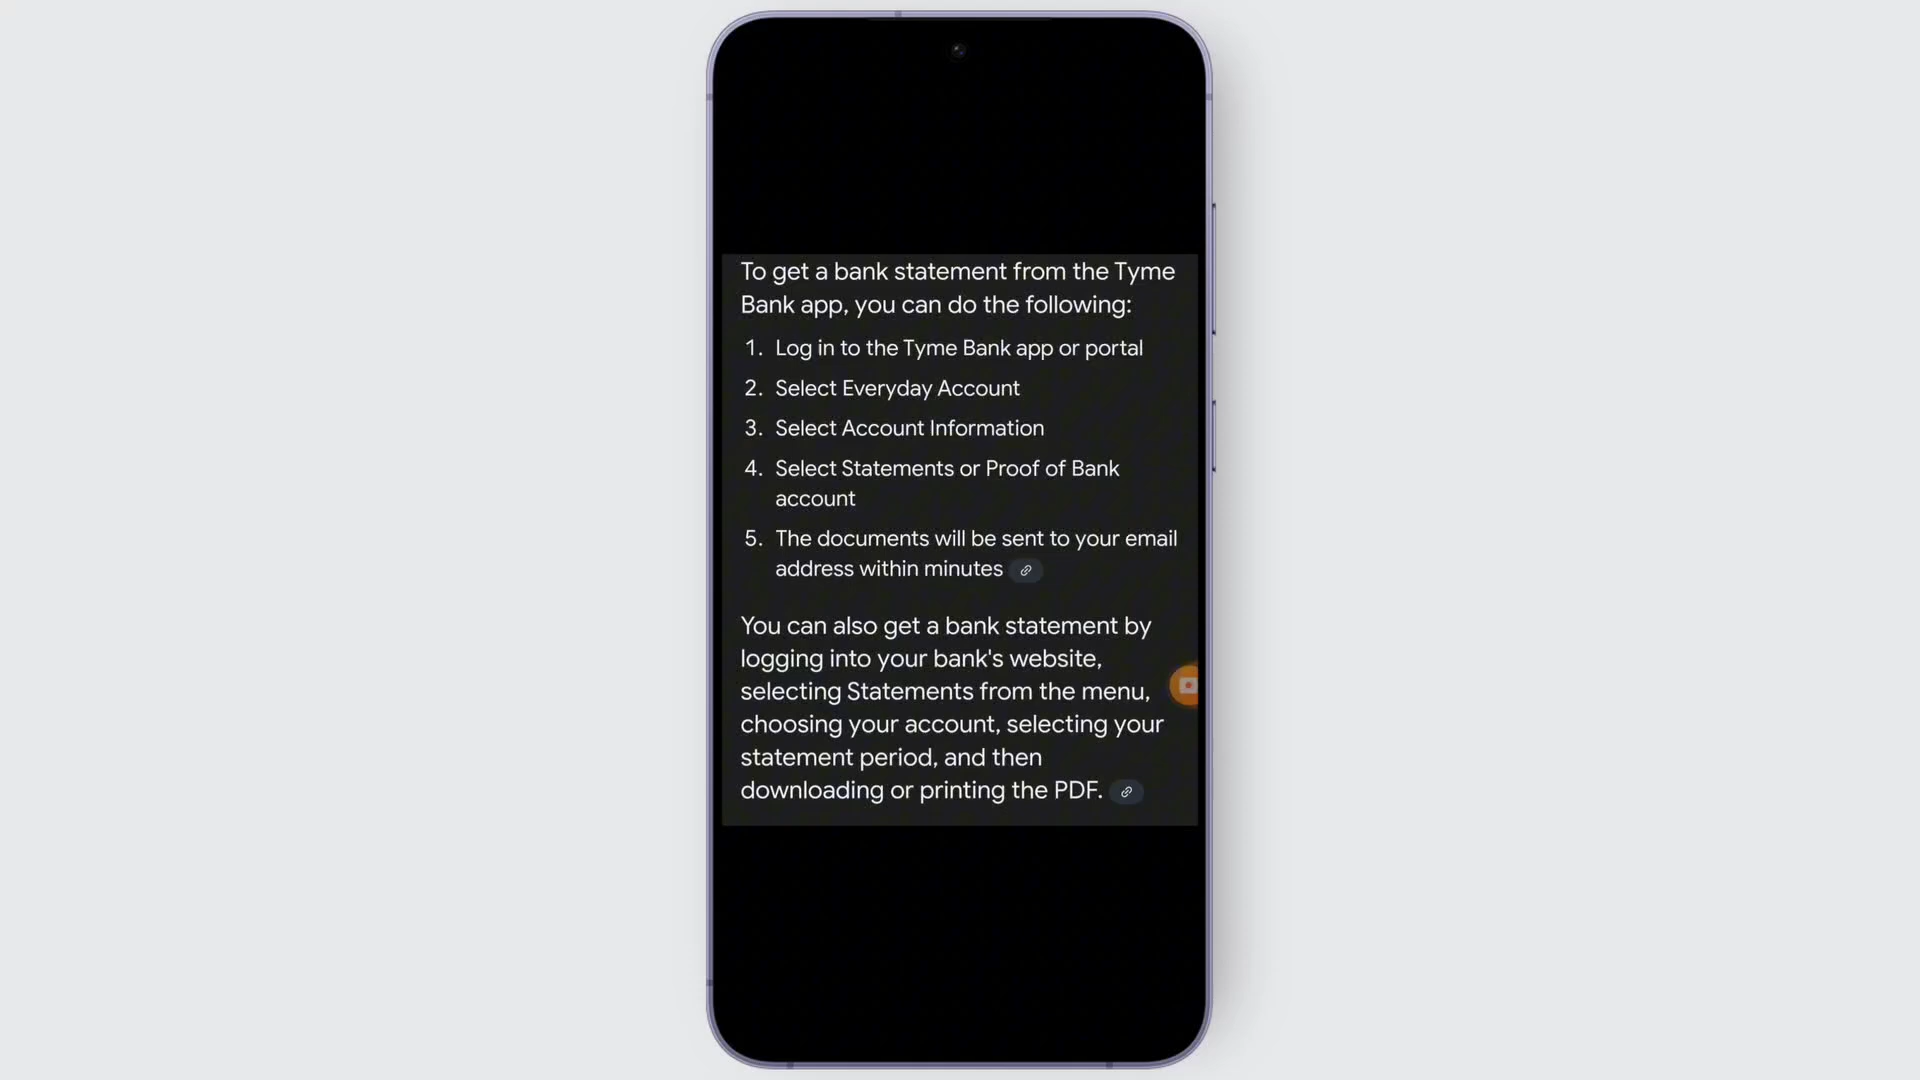 To get a bank statement from the Tyme
Bank app, you can do the following:
1. Log in to the Tyme Bank app or portal
2. Select Everyday Account
3. Select Account Information
4. Select Statements or Proof of Bank
account
5. The documents will be sent to your email
address within minutes
You can also get a bank statement by
logging into your bank's website,
selecting Statements from the menu,
choosing your account, selecting your
statement period, and then
downloading or printing the PDF.